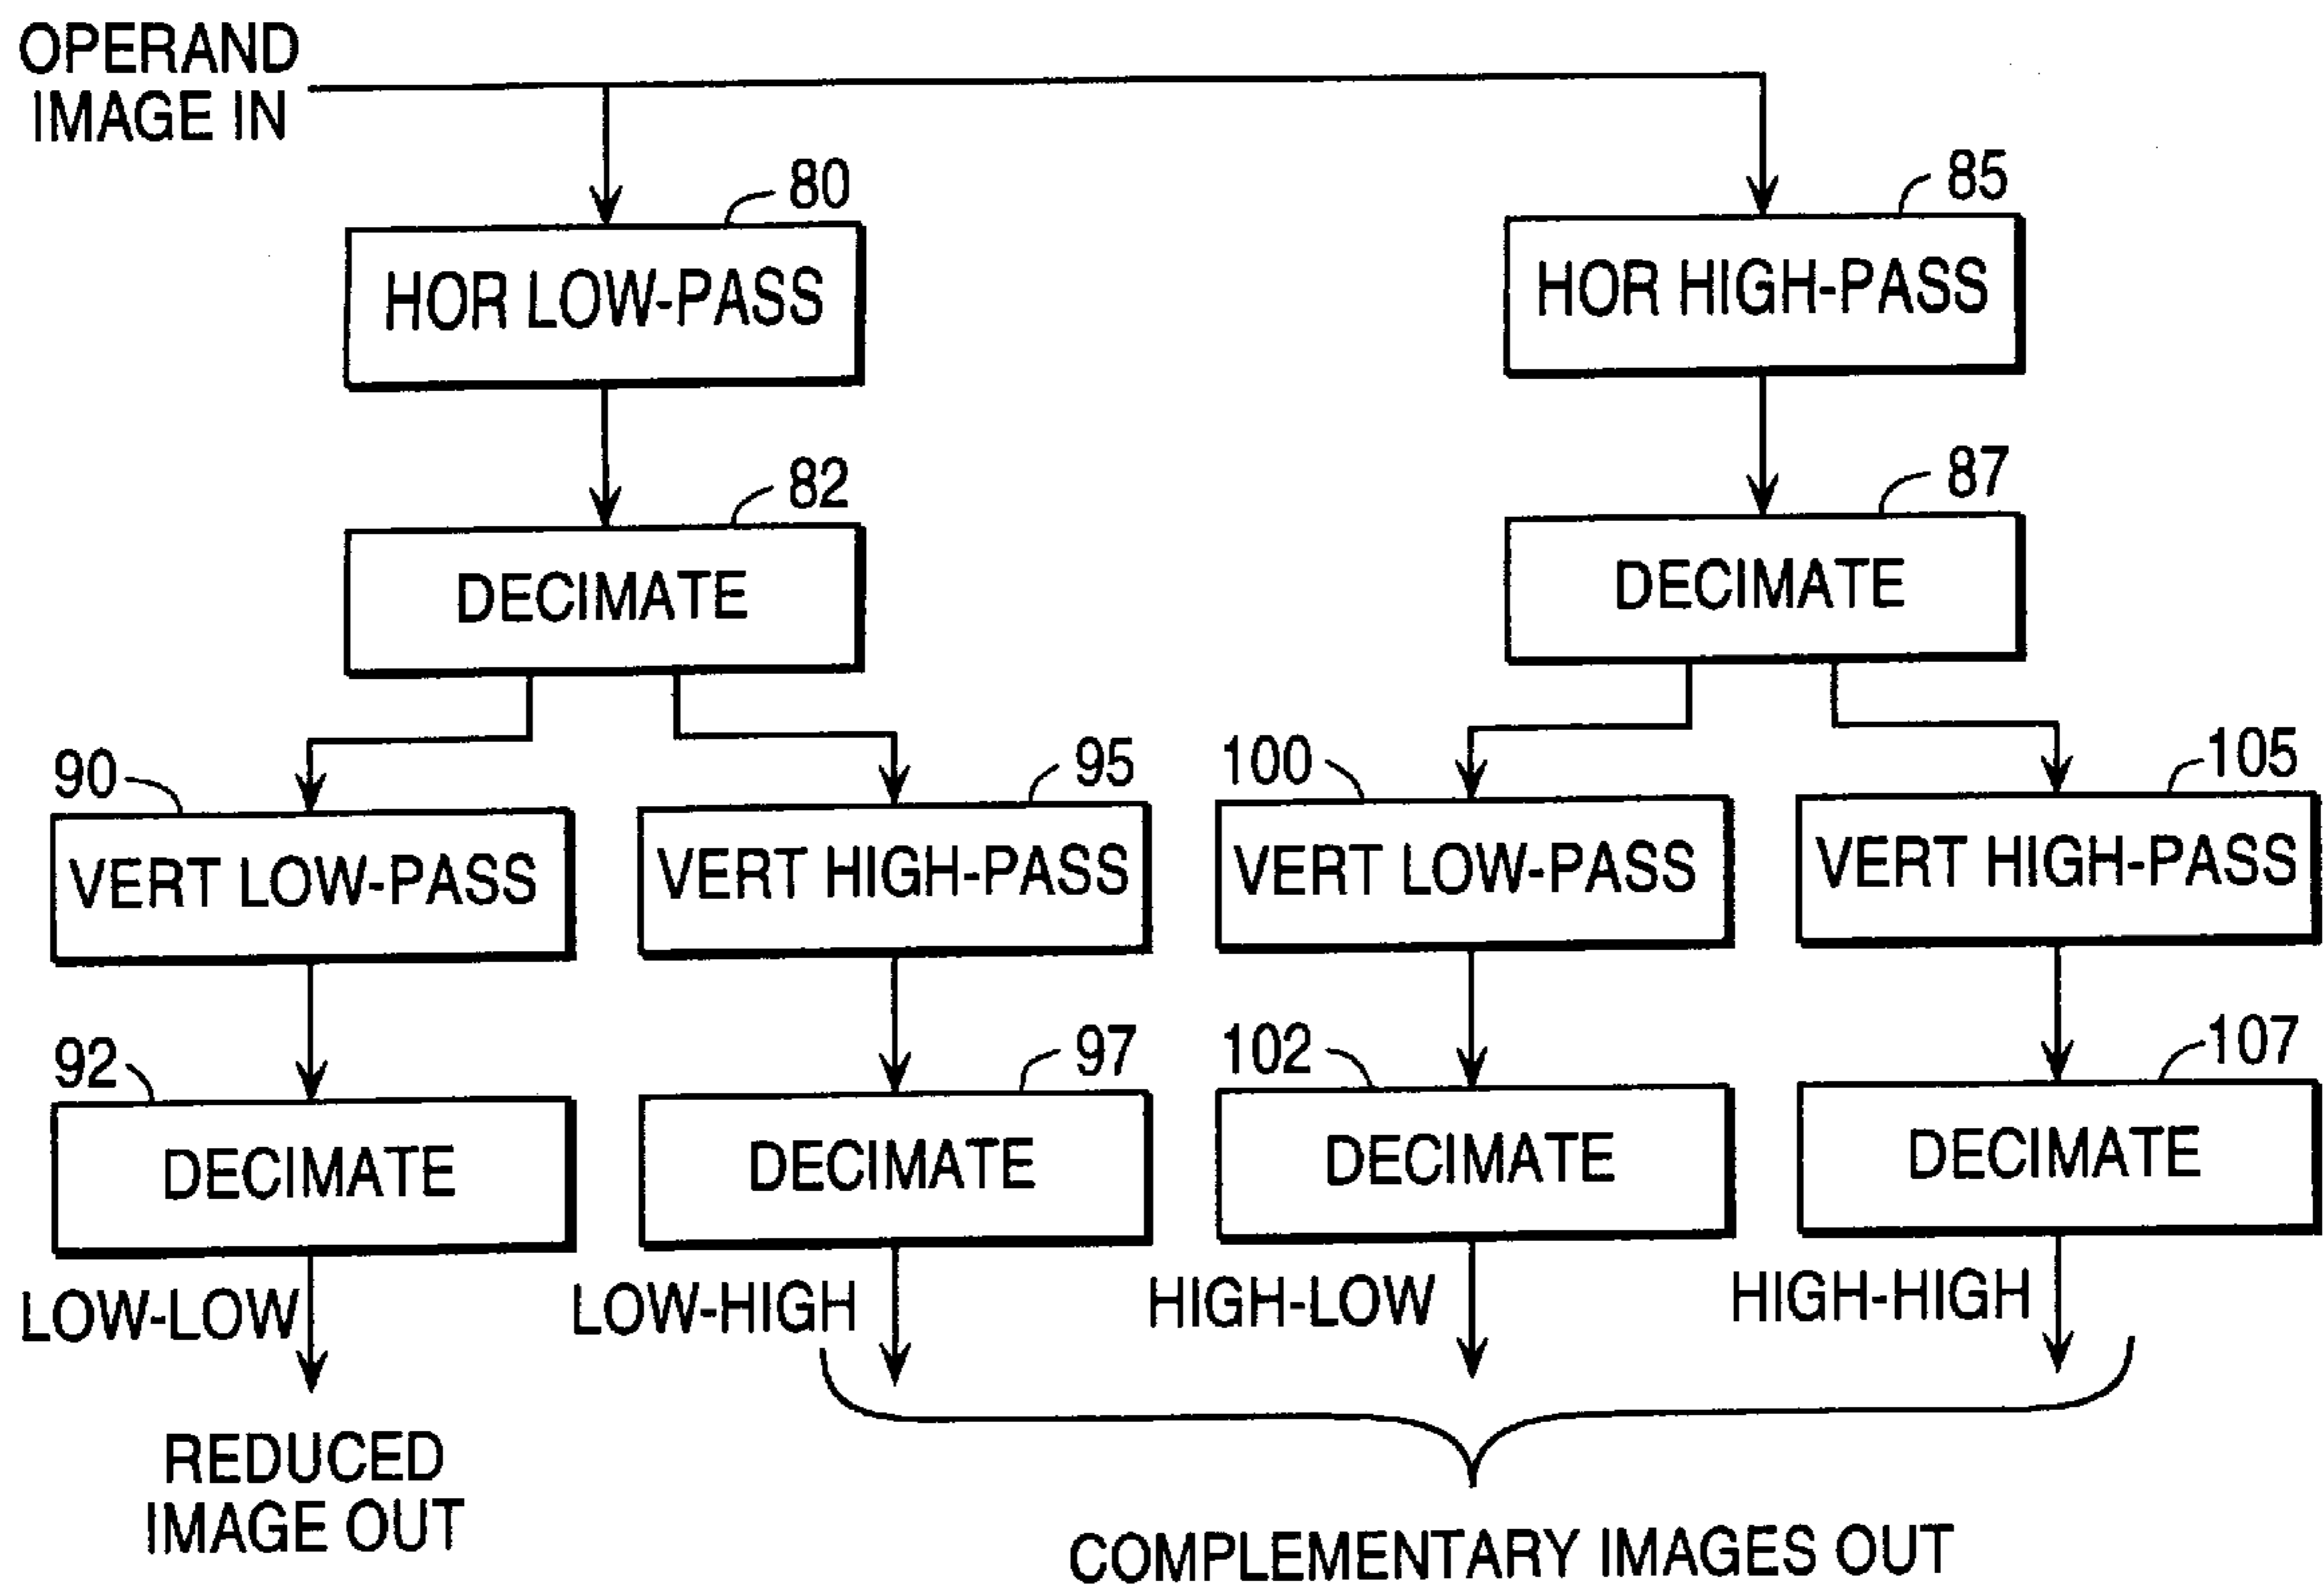 OPERAND
IMAGE IN
80
85
HOR LOW-PASS
HOR HIGH-PASS
82
87
DECIMATE
DECIMATE
90
95
100
105
VERT LOW-PASS
VERT HIGH-PASS
VERT LOW-PASS
VERT HIGH-PASS
92
97
102
107
DECIMATE
DECIMATE
DECIMATE
DECIMATE
LOW-LOW
LOW-HIGH
HIGH-LOW
HIGH-HIGH
REDUCED
IMAGE OUT
COMPLEMENTARY IMAGES OUT